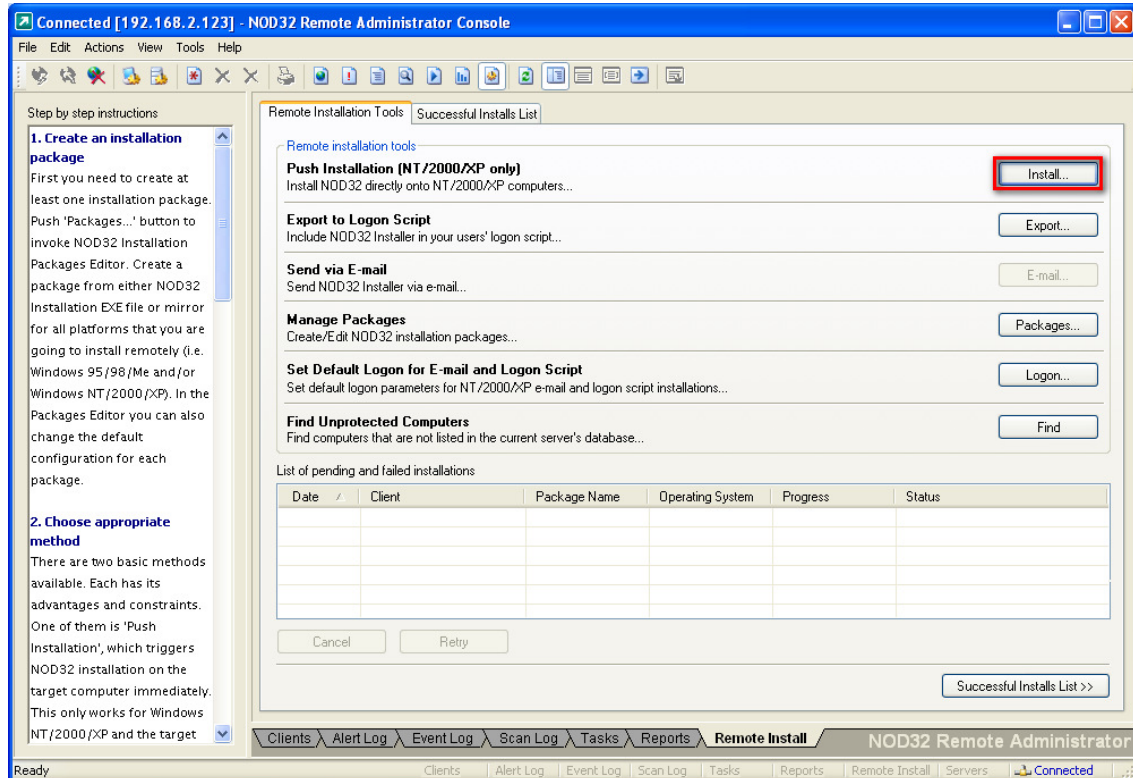 Connected [192.168.2.123] - NOD32 Remote Administrator Console
File Edit Actions View Tools Help
Step by step instructions
1. Create an installation
package
First you need to create at
least one installation package.
Push 'Packages...' button to
invoke NOD32 Installation
Packages Editor. Create a
package from either NOD32
Installation EXE file or mirror
for all platforms that you are
going to install remotely (i.e.
Windows 95/98/Me and/or
Windows NT/2000/XP). In the
Packages Editor you can also
change the default
configuration for each
package.
2. Choose appropriate
method
There are two basic methods
available. Each has its
advantages and constraints.
One of them is 'Push
Installation', which triggers
NOD32 installation on the
target computer immediately.
This only works for Windows
NT/2000/XP and the target
Remote Installation Tools Successful Installs List
Remote installation tools
Push Installation (NT/2000/XP only)
Install NOD32 directly onto NT/2000/XP computers...
Install...
Export to Logon Script
Include NOD32 Installer in your users' logon script...
Export...
Send via E-mail
Send NOD32 Installer via e-mail...
E-mail...
Manage Packages
Create/Edit NOD32 installation packages...
Packages...
Set Default Logon for E-mail and Logon Script
Set default logon parameters for NT/2000/XP e-mail and logon script installations...
Logon...
Find Unprotected Computers
Find computers that are not listed in the current server's database...
Find
List of pending and failed installations
Date Client Package Name Operating System Progress Status
Cancel Retry
Successful Installs List >>
Clients Alert Log Event Log Scan Log Tasks Reports Remote Install NOD32 Remote Administrator
Ready Clients Alert Log Event Log Scan Log Tasks Reports Remote Install Servers Connected